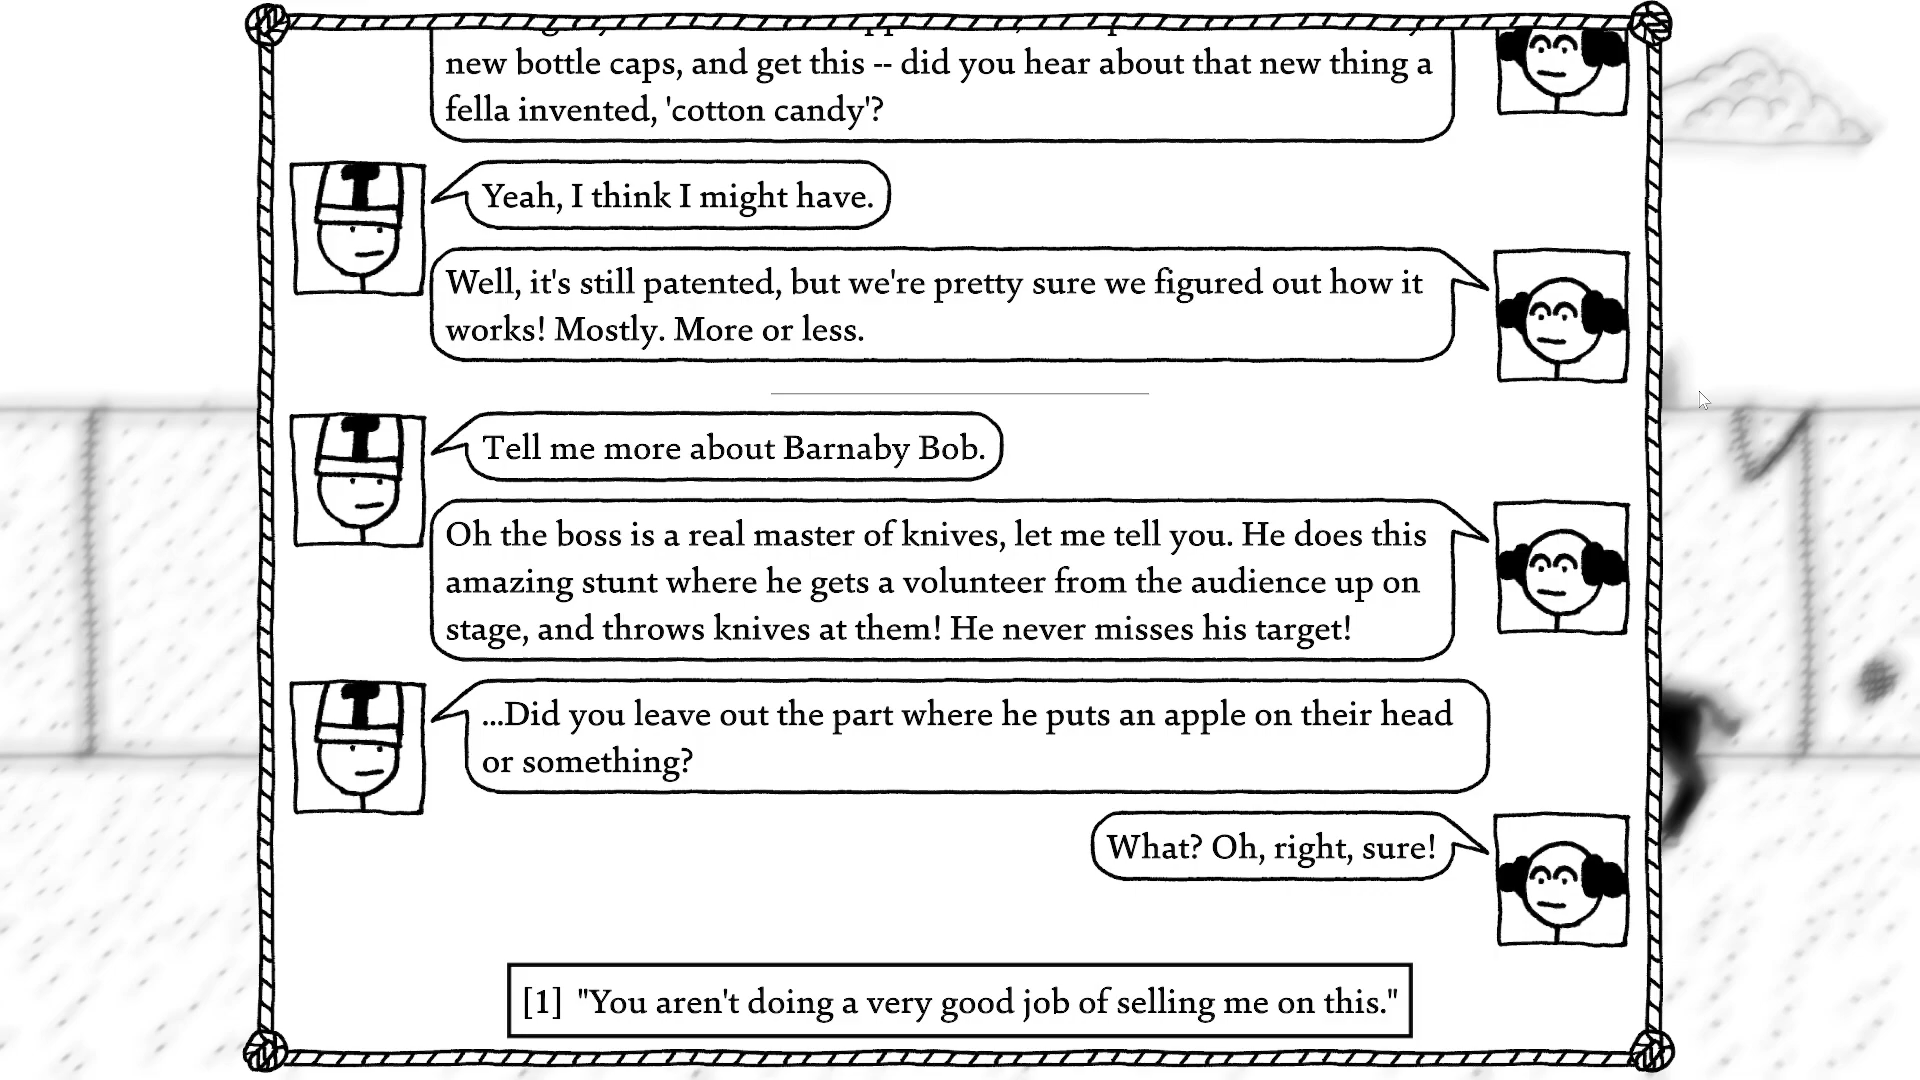 new bottle caps, and get this -- did you hear about that new thing a
fella invented, 'cotton candy'?
Yeah, I think I might have.
Well, it's still patented, but we're pretty sure we figured out how it
works! Mostly. More or less.
Tell me more about Barnaby Bob.
Oh the boss is a real master of knives, let me tell you. He does this
amazing stunt where he gets a volunteer from the audience up on
stage, and throws knives at them! He never misses his target!
...Did you leave out the part where he puts an apple on their head
or something?
What? Oh, right, sure!
[1] "You aren't doing a very good job of selling me on this."